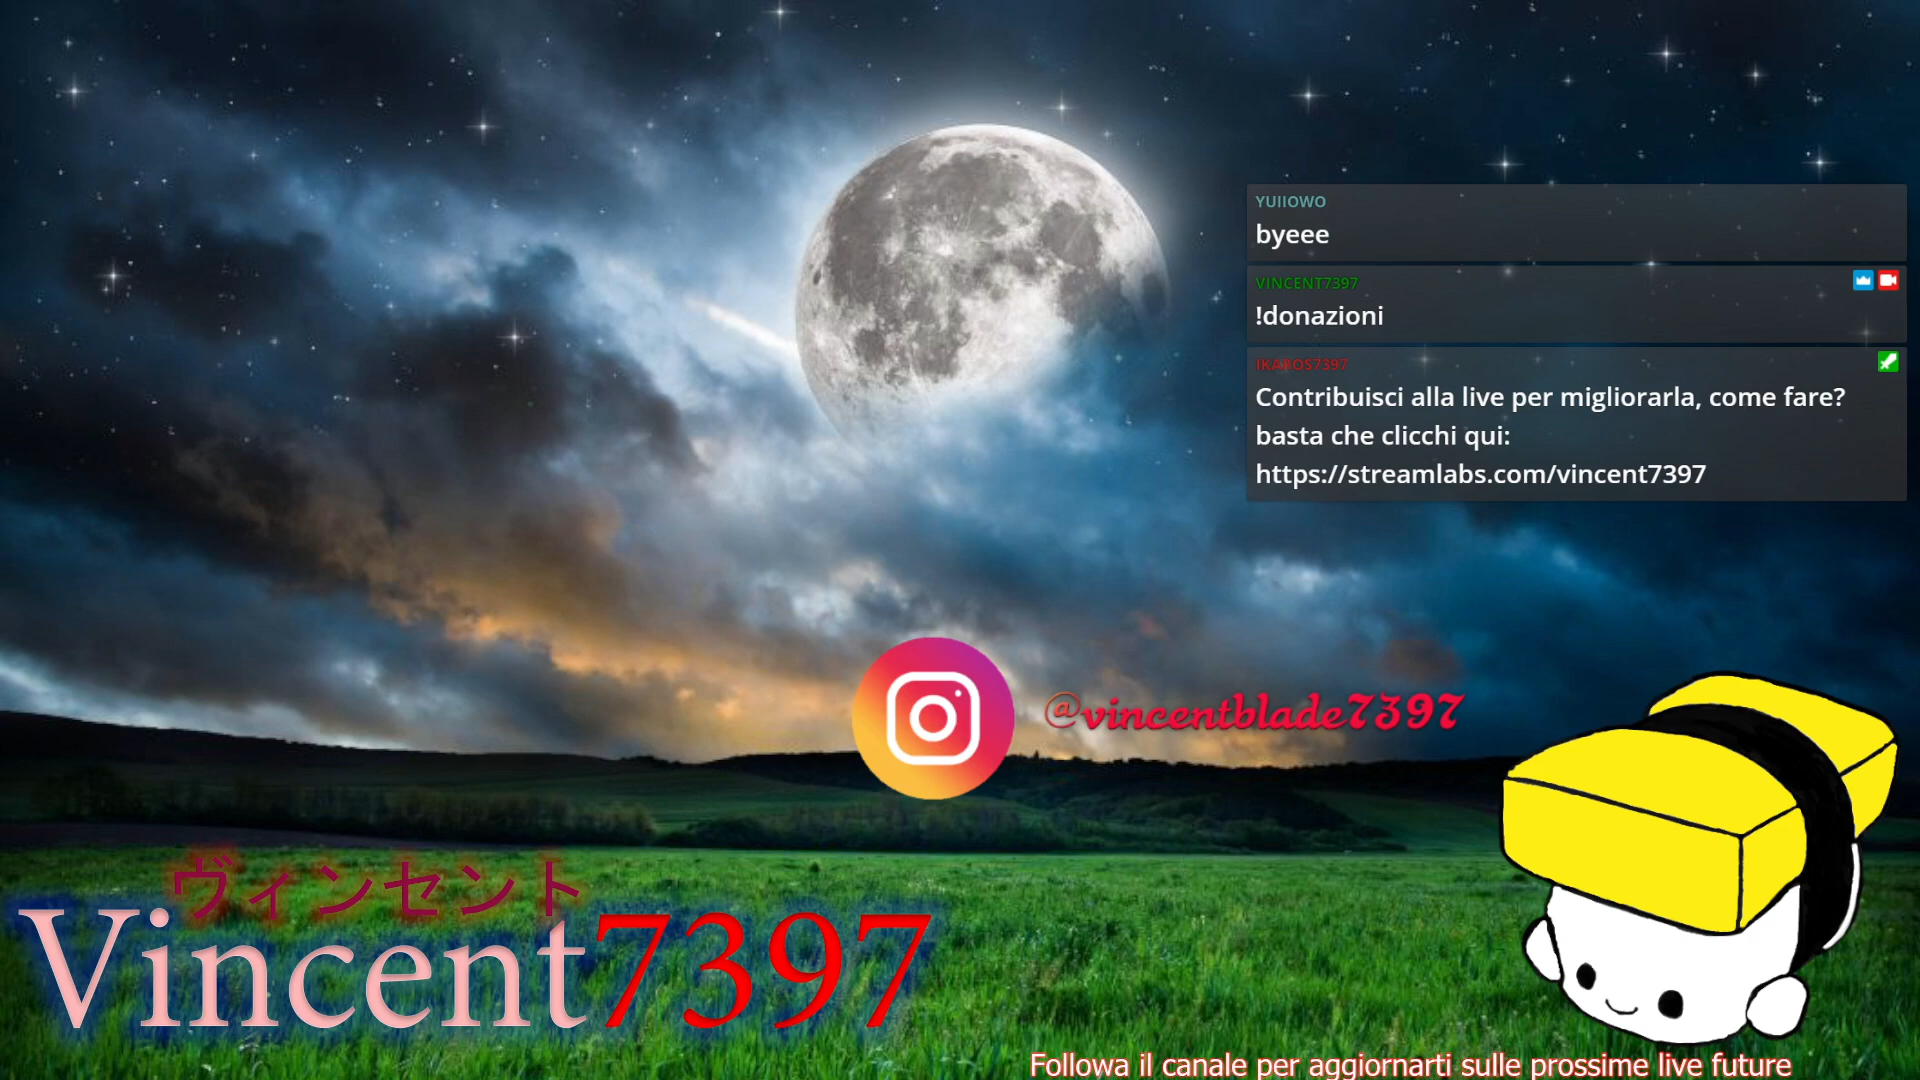 YUIIOWO
byeee
VINCENT7397
!donazioni
IKAROS7397
Contribuisci alla live per migliorarla, come fare?
basta che clicchi qui:
https://streamlabs.com/vincent7397
@vincentblade7397
ヴィンセント
Vincent7397
Followa il canale per aggiornarti sulle prossime live future